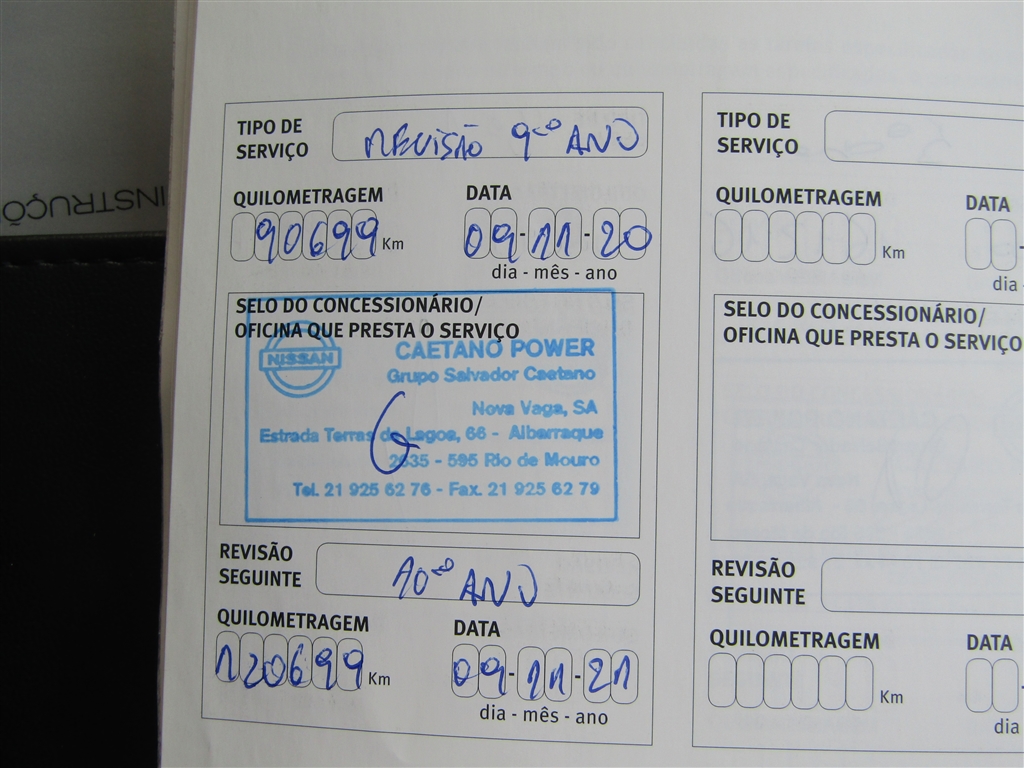 INSTRUÇÕ
TIPO DE SERVIÇO REVISÃO 9º ANO
QUILOMETRAGEM DATA
90699 Km 09-11-20
dia - mês - ano
SELO DO CONCESSIONÁRIO/
OFICINA QUE PRESTA O SERVIÇO
NISSAN
CAETANO POWER
Grupo Salvador Caetano
Nova Vaga, SA
Estrada Terras de Lagoa, 66 - Albarraque
2635 - 595 Rio de Mouro
Tel. 21 925 62 76 - Fax. 21 925 62 79
REVISÃO SEGUINTE 10º ANO
QUILOMETRAGEM DATA
120699 Km 09-11-21
dia - mês - ano
TIPO DE
SERVIÇO
QUILOMETRAGEM DATA
Km
dia -
SELO DO CONCESSIONÁRIO/
OFICINA QUE PRESTA O SERVIÇO
REVISÃO
SEGUINTE
QUILOMETRAGEM DATA
Km
dia